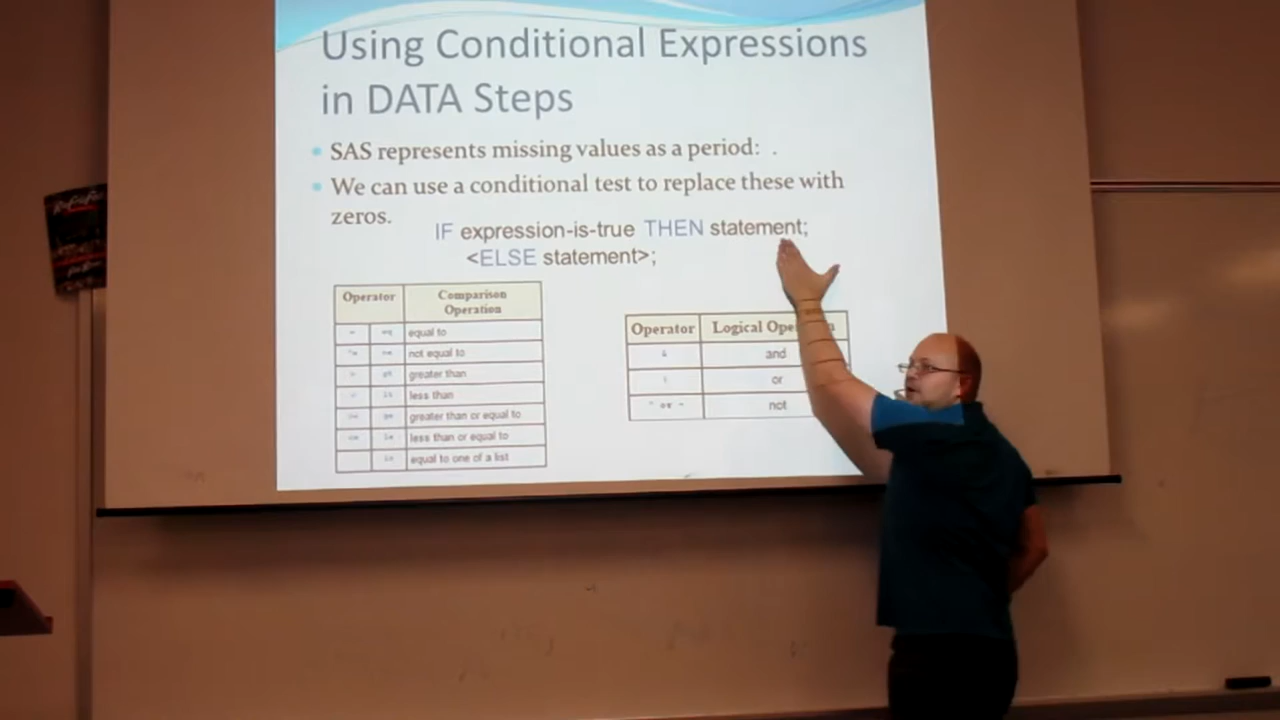 Using Conditional Expressions
in DATA Steps
SAS represents missing values as a period: .
We can use a conditional test to replace these with
zeros.
IF expression-is-true THEN statement;
<ELSE statement>;
Operator Comparison
Operation
equal to
not equal to
greater than
less than
greater than or equal to
less than or equal to
equal to one of a list
Operator Logical Ope
& and
or
or not